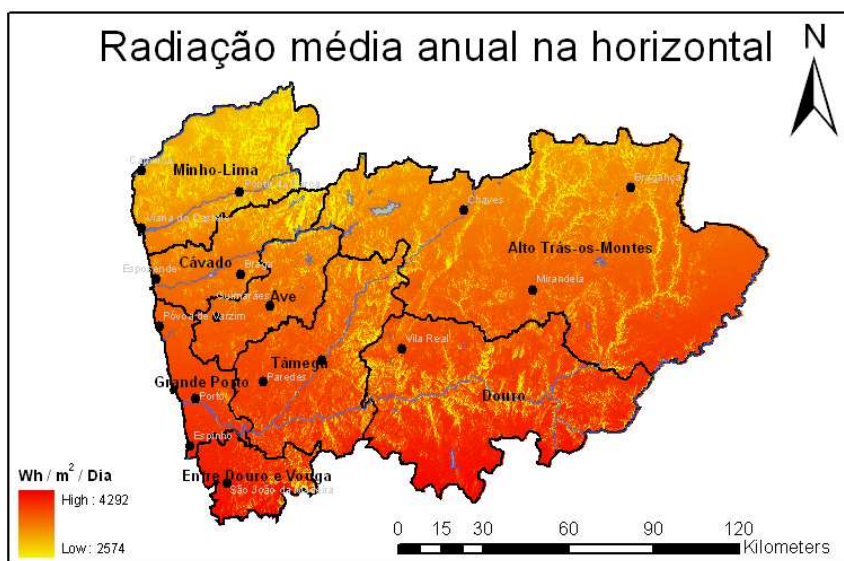 Radiação média anual na horizontal
N
Minho-Lima
Bragança
Chaves
Viana do Castelo
Alto Trás-os-Montes
Cávado
Braga
Esposende
Mirandela
Guimarães
Ave
Póvoa de Varzim
Vila Real
Tâmega
Grande Porto
Paredes
Porto
Douro
Espinho
Entre Douro e Vouga
São João da Madeira
Wh / m² / Dia
High : 4292
Low : 2574
0 15 30 60 90 120
Kilometers